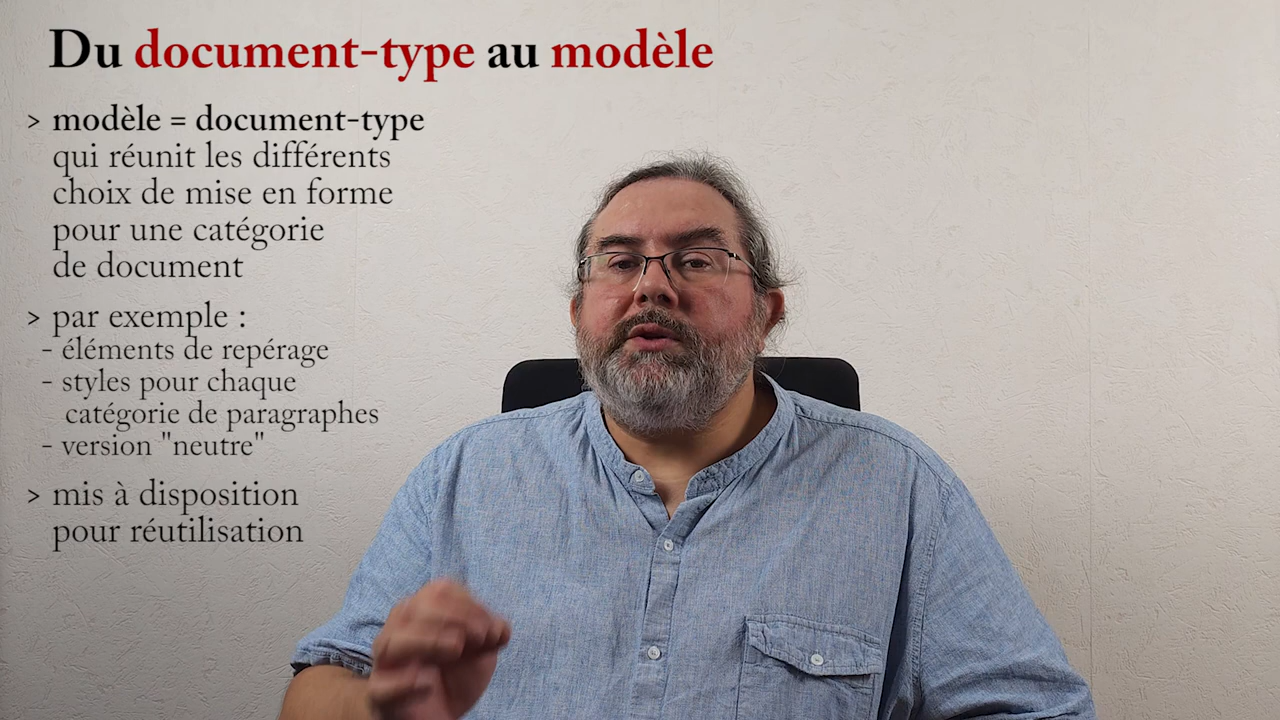 Du document-type au modèle
> modèle = document-type
qui réunit les différents
choix de mise en forme
pour une catégorie
de document
> par exemple :
- éléments de repérage
- styles pour chaque
catégorie de paragraphes
- version "neutre"
> mis à disposition
pour réutilisation